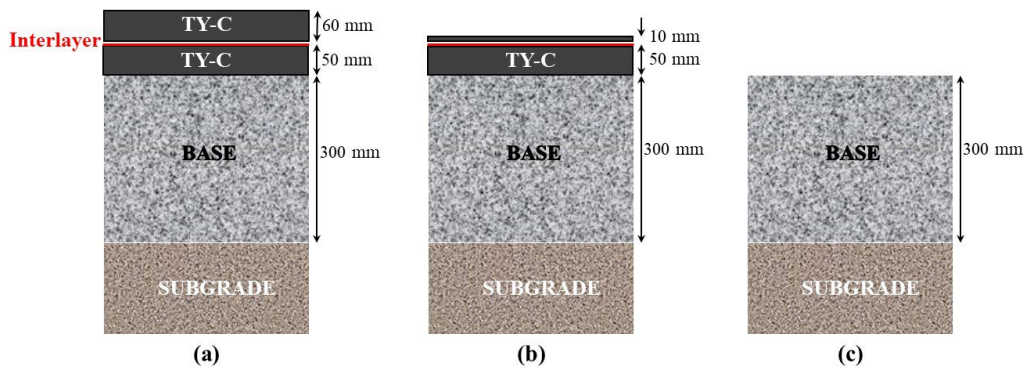 TY-C
60 mm
Interlayer
TY-C
50 mm
BASE
300 mm
SUBGRADE
(a)
10 mm
TY-C
50 mm
BASE
300 mm
SUBGRADE
(b)
BASE
300 mm
SUBGRADE
(c)